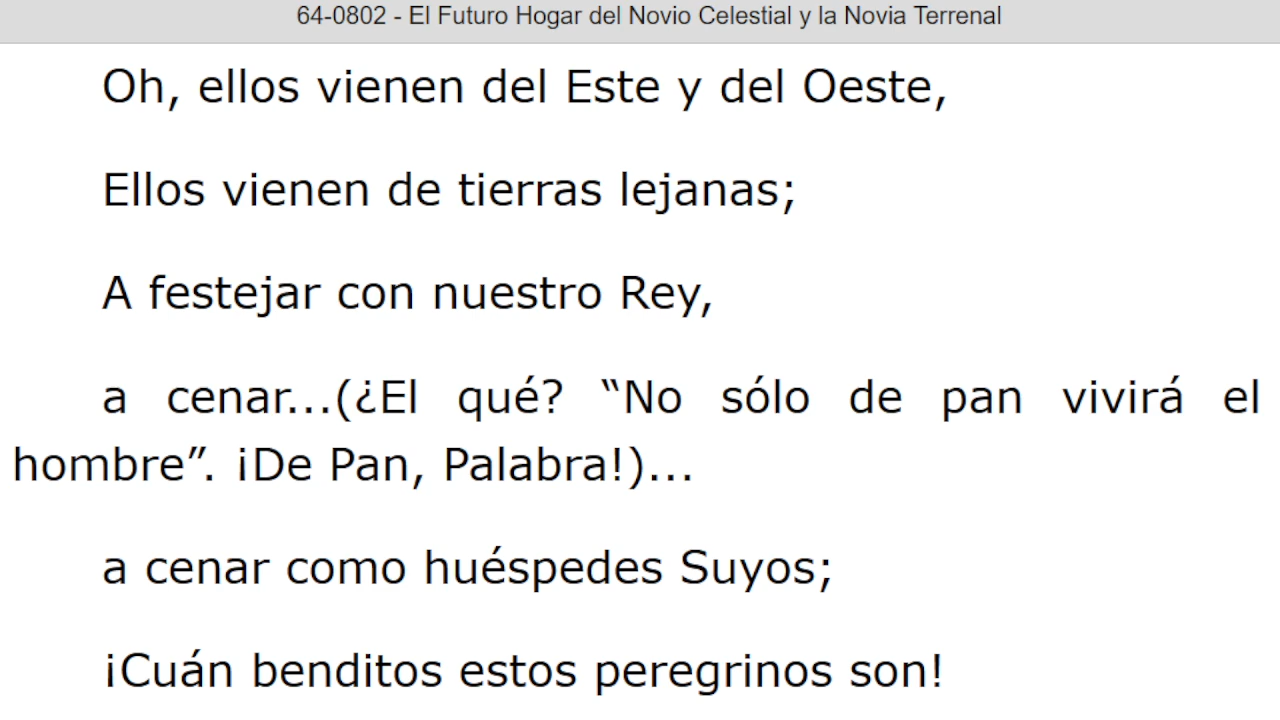 64-0802 - El Futuro Hogar del Novio Celestial y la Novia Terrenal
Oh, ellos vienen del Este y del Oeste,
Ellos vienen de tierras lejanas;
A festejar con nuestro Rey,
a cenar...(¿El qué? “No sólo de pan vivirá el
hombre”. ¡De Pan, Palabra!)...
a cenar como huéspedes Suyos;
¡Cuán benditos estos peregrinos son!